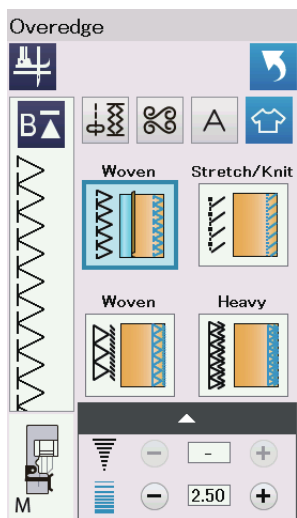 Overedge
B
A
Woven Stretch/Knit
Woven Heavy
- - +
- 2.50 +
M